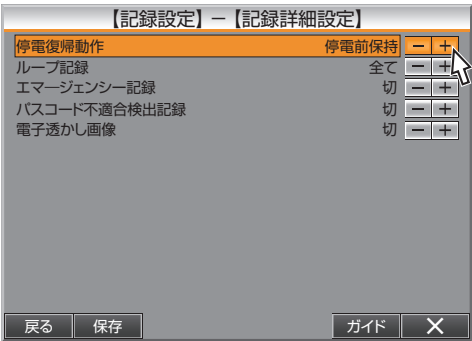 【記録設定】－【記録詳細設定】
停電復帰動作 停電前保持 － ＋
ループ記録 全て － ＋
エマージェンシー記録 切 － ＋
パスコード不適合検出記録 切 － ＋
電子透かし画像 切 － ＋
戻る 保存 ガイド ✕